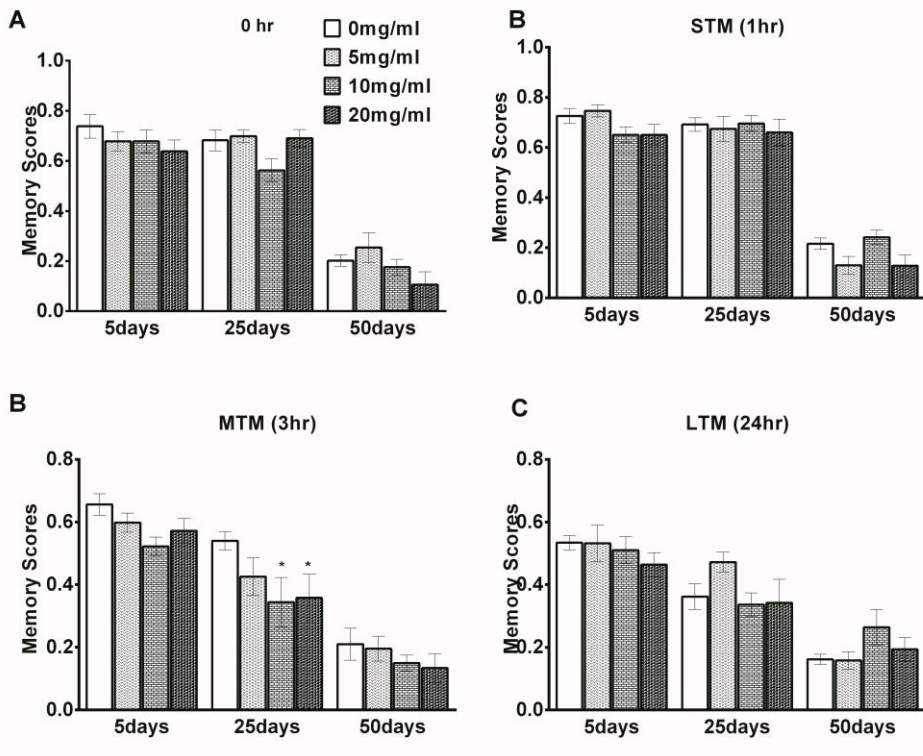 A
0 hr
0mg/ml
5mg/ml
10mg/ml
20mg/ml
Memory Scores
1.0
0.8
0.6
0.4
0.2
0.0
5days 25days 50days
B
STM (1hr)
Memory Scores
1.0
0.8
0.6
0.4
0.2
0.0
5days 25days 50days
B
MTM (3hr)
Memory Scores
0.8
0.6
0.4
0.2
0.0
* *
5days 25days 50days
C
LTM (24hr)
Memory Scores
0.8
0.6
0.4
0.2
0.0
5days 25days 50days